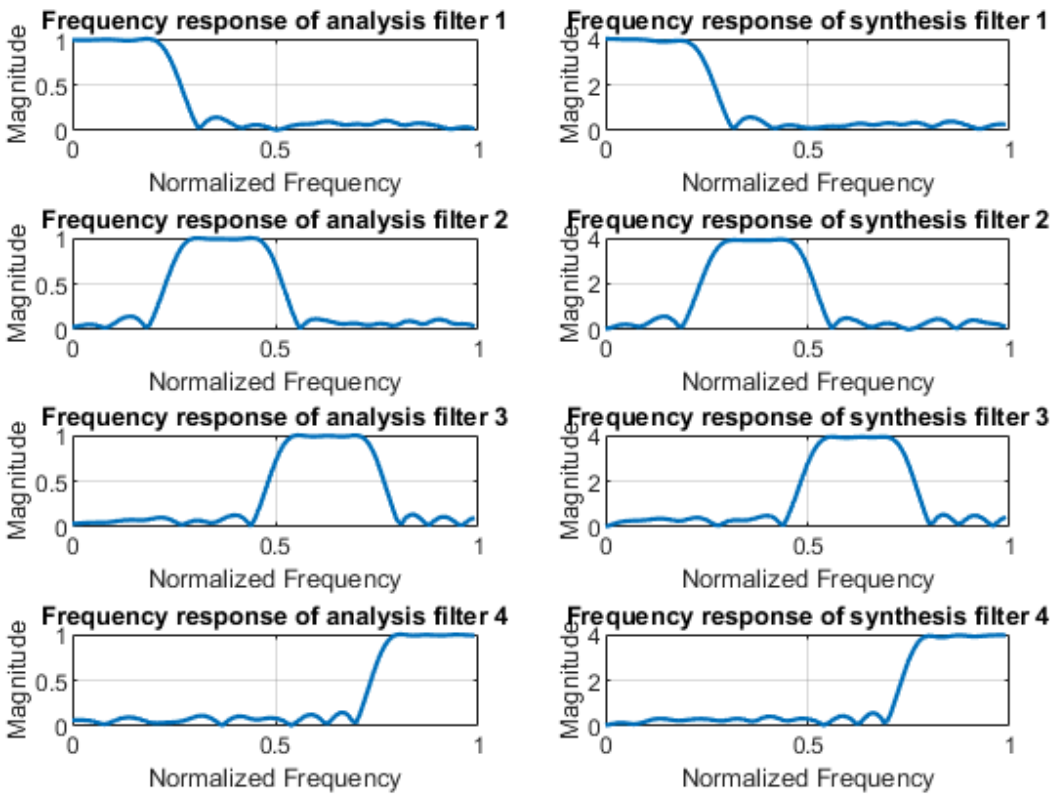 Frequency response of analysis filter 1
Magnitude
1
0.5
0
0
0.5
1
Normalized Frequency
Frequency response of synthesis filter 1
Magnitude
4
2
0
0
0.5
1
Normalized Frequency
Frequency response of analysis filter 2
Magnitude
1
0.5
0
0
0.5
1
Normalized Frequency
Frequency response of synthesis filter 2
Magnitude
4
2
0
0
0.5
1
Normalized Frequency
Frequency response of analysis filter 3
Magnitude
1
0.5
0
0
0.5
1
Normalized Frequency
Frequency response of synthesis filter 3
Magnitude
4
2
0
0
0.5
1
Normalized Frequency
Frequency response of analysis filter 4
Magnitude
1
0.5
0
0
0.5
1
Normalized Frequency
Frequency response of synthesis filter 4
Magnitude
4
2
0
0
0.5
1
Normalized Frequency